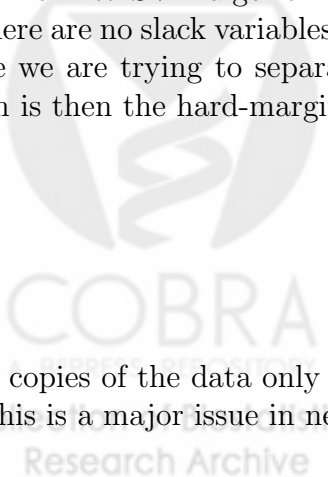 here are no slack variables
e we are trying to separa
n is then the hard-margi
COBRA
A BEPRESS REPOSITORY
copies of the data only
his is a major issue in ne
Research Archive